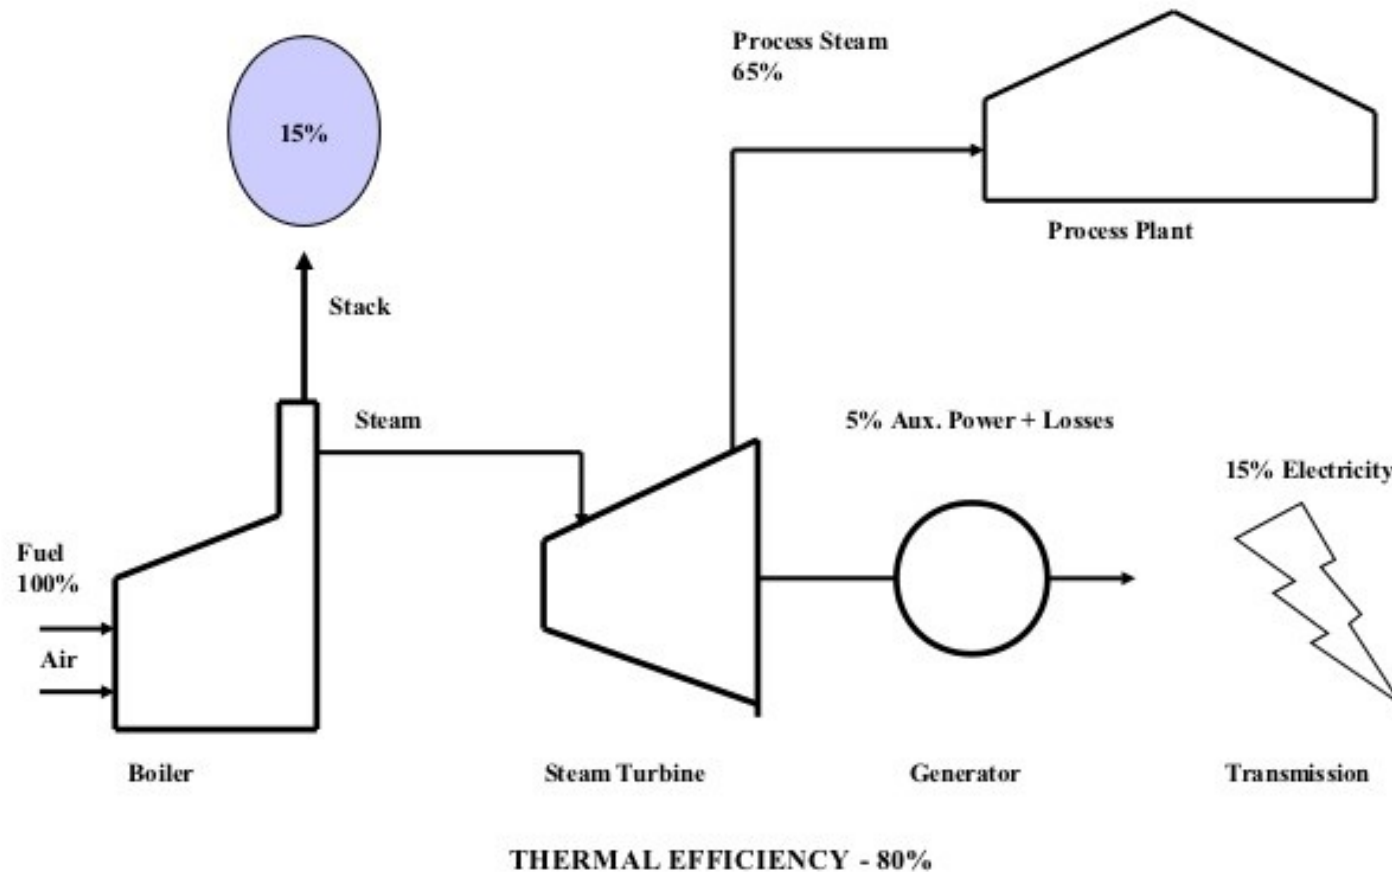 Process Steam
65%
15%
Process Plant
Stack
Steam
5% Aux. Power + Losses
15% Electricity
Fuel
100%
Air
Boiler
Steam Turbine
Generator
Transmission
THERMAL EFFICIENCY - 80%